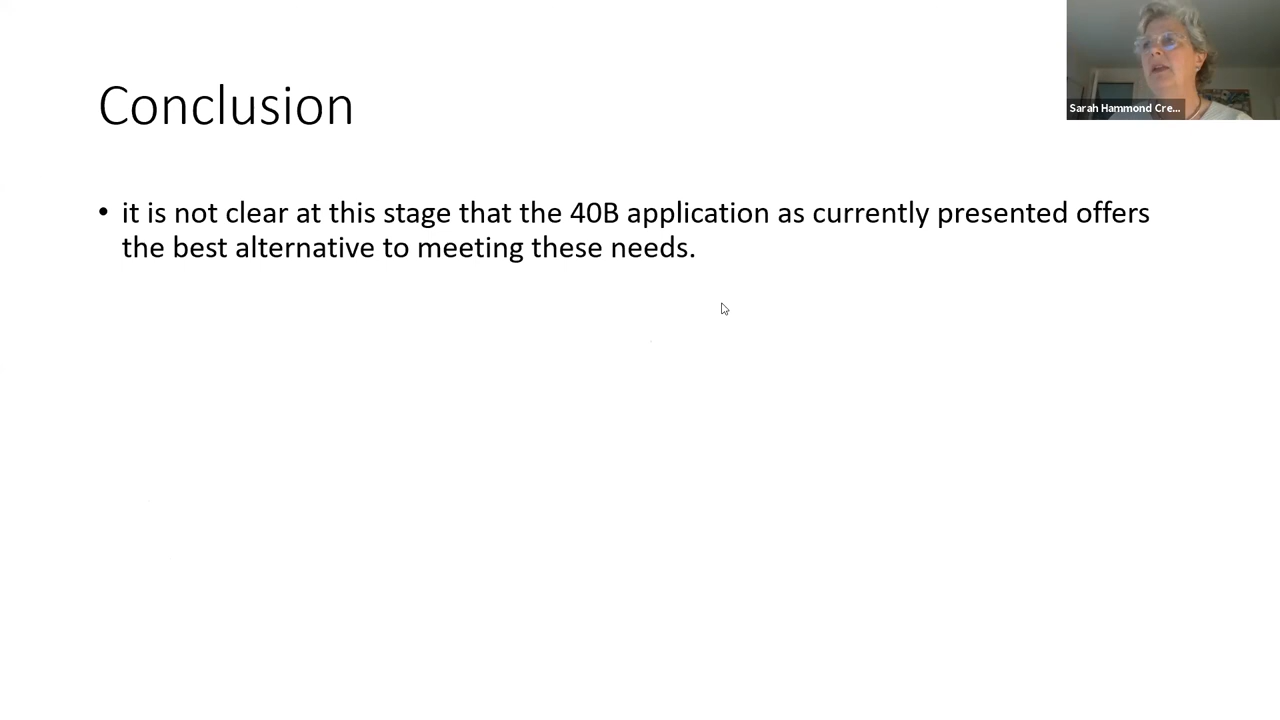 Conclusion
• it is not clear at this stage that the 40B application as currently presented offers
the best alternative to meeting these needs.
Sarah Hammond Cre...